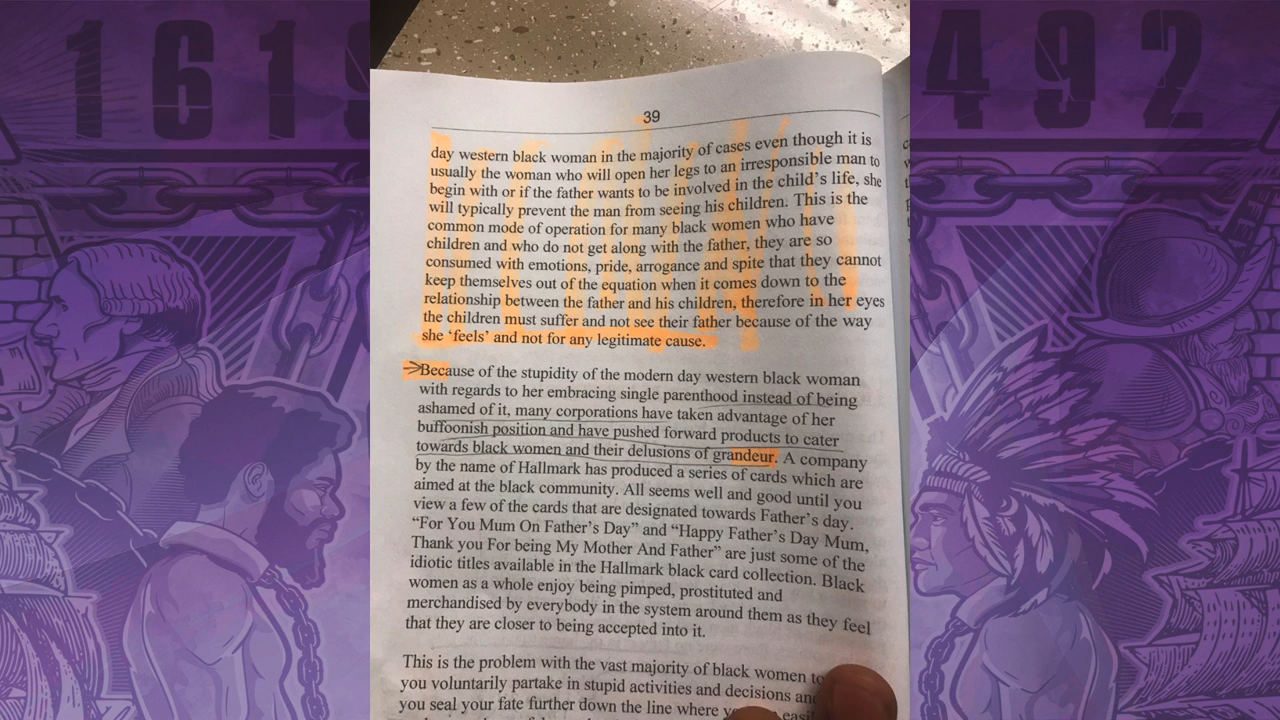 161
492
39
day western black woman in the majority of cases even though it is
usually the woman who will open her legs to an irresponsible man to
begin with or if the father wants to be involved in the child's life, she
will typically prevent the man from seeing his children. This is the
common mode of operation for many black women who have
children and who do not get along with the father, they are so
consumed with emotions, pride, arrogance and spite that they cannot
keep themselves out of the equation when it comes down to the
relationship between the father and his children, therefore in her eyes
the children must suffer and not see their father because of the way
she 'feels' and not for any legitimate cause.
Because of the stupidity of the modern day western black woman
with regards to her embracing single parenthood instead of being
ashamed of it, many corporations have taken advantage of her
buffoonish position and have pushed forward products to cater
towards black women and their delusions of grandeur. A company
by the name of Hallmark has produced a series of cards which are
aimed at the black community. All seems well and good until you
view a few of the cards that are designated towards Father's day.
"For You Mum On Father's Day" and "Happy Father's Day Mum,
Thank you For being My Mother And Father" are just some of the
idiotic titles available in the Hallmark black card collection. Black
women as a whole enjoy being pimped, prostituted and
merchandised by everybody in the system around them as they feel
that they are closer to being accepted into it.
This is the problem with the vast majority of black women
you voluntarily partake in stupid activities and decisions
you seal your fate further down the line where